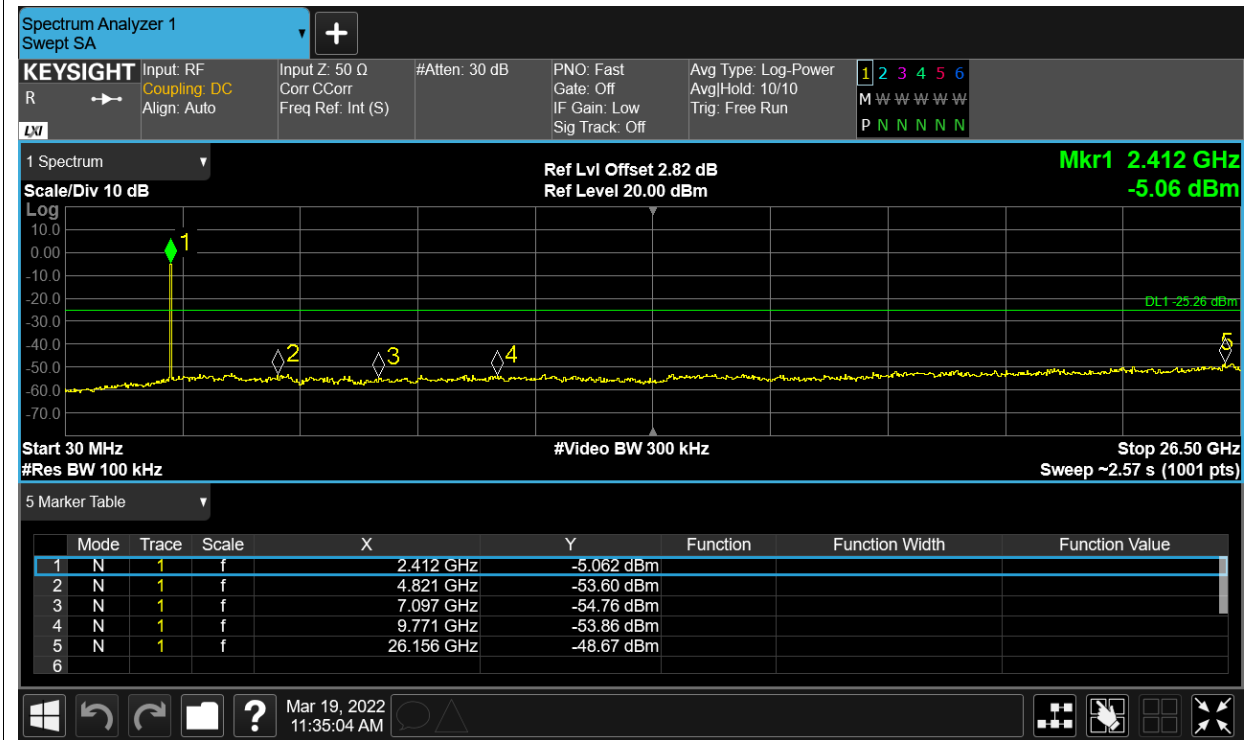 Spectrum Analyzer 1
Swept SA
+
KEYSIGHT Input: RF Input Z: 50 Ω #Atten: 30 dB PNO: Fast Avg Type: Log-Power 1 2 3 4 5 6
R Coupling: DC Corr CCorr Gate: Off Avg|Hold: 10/10 M W W W W W
Align: Auto Freq Ref: Int (S) IF Gain: Low Trig: Free Run
LXI Sig Track: Off P N N N N N
1 Spectrum Ref Lvl Offset 2.82 dB Mkr1 2.412 GHz
Scale/Div 10 dB Ref Level 20.00 dBm -5.06 dBm
Log
10.0 1
0.00
-10.0
-20.0 DL1 -25.26 dBm
-30.0
-40.0 2 3 4 5
-50.0
-60.0
-70.0
Start 30 MHz #Video BW 300 kHz Stop 26.50 GHz
#Res BW 100 kHz Sweep ~2.57 s (1001 pts)
5 Marker Table
Mode Trace Scale X Y Function Function Width Function Value
1 N 1 f 2.412 GHz -5.062 dBm
2 N 1 f 4.821 GHz -53.60 dBm
3 N 1 f 7.097 GHz -54.76 dBm
4 N 1 f 9.771 GHz -53.86 dBm
5 N 1 f 26.156 GHz -48.67 dBm
6
? Mar 19, 2022
11:35:04 AM